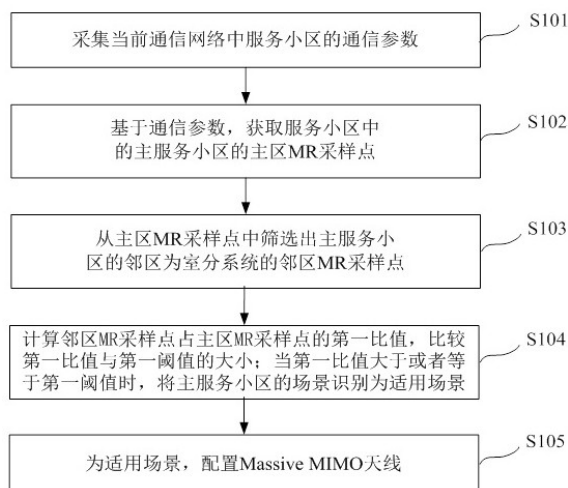 S101
采集当前通信网络中服务小区的通信参数
S102
基于通信参数，获取服务小区中
的主服务小区的主区MR采样点
S103
从主区MR采样点中筛选出主服务小
区的邻区为室分系统的邻区MR采样点
S104
计算邻区MR采样点占主区MR采样点的第一比值，比较
第一比值与第一阈值的大小；当第一比值大于或者等
于第一阈值时，将主服务小区的场景识别为适用场景
S105
为适用场景，配置Massive MIMO天线